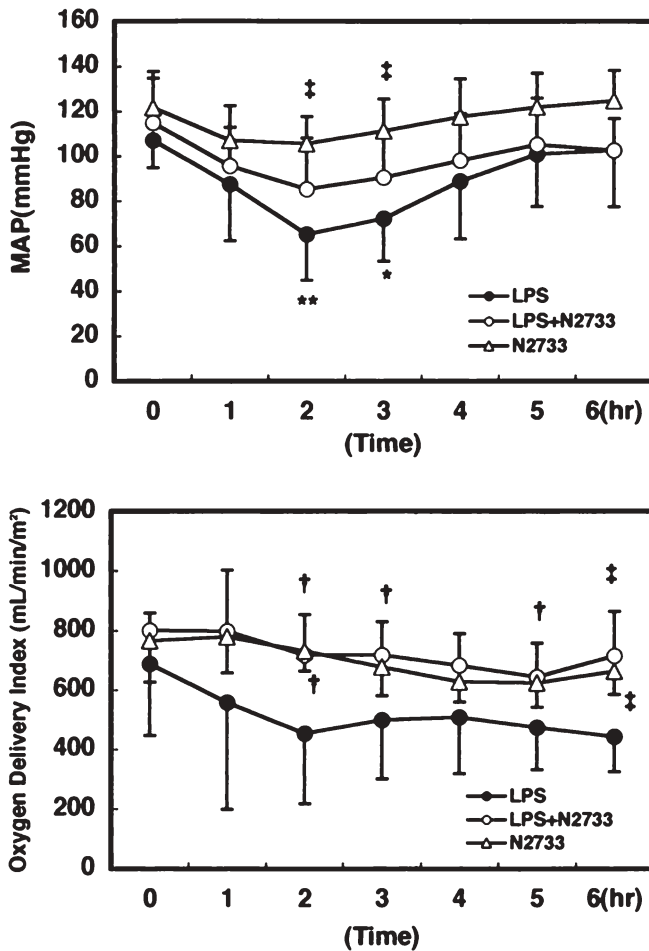 160
140
120
100
80
60
40
20
0
MAP(mmHg)
‡
‡
**
*
LPS
LPS+N2733
N2733
0 1 2 3 4 5 6(hr)
(Time)
1200
1000
800
600
400
200
0
Oxygen Delivery Index (mL/min/m²)
†
†
†
‡
†
‡
LPS
LPS+N2733
N2733
0 1 2 3 4 5 6(hr)
(Time)